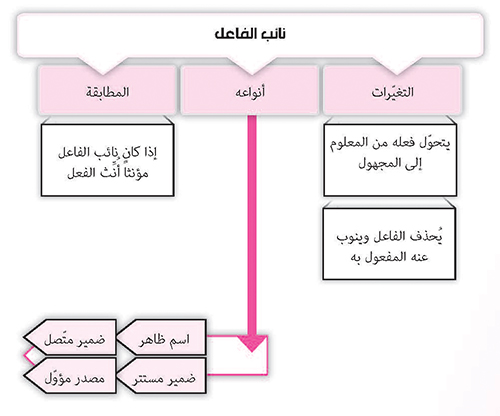 نائب الفاعل
التغيّرات
أنواعه
المطابقة
يتحوّل فعله من المعلوم
إلى المجهول
يُحذف الفاعل وينوب
عنه المفعول به
إذا كان نائب الفاعل
مؤنثًا أُنِّث الفعل
اسم ظاهر
ضمير متّصل
ضمير مستتر
مصدر مؤوّل